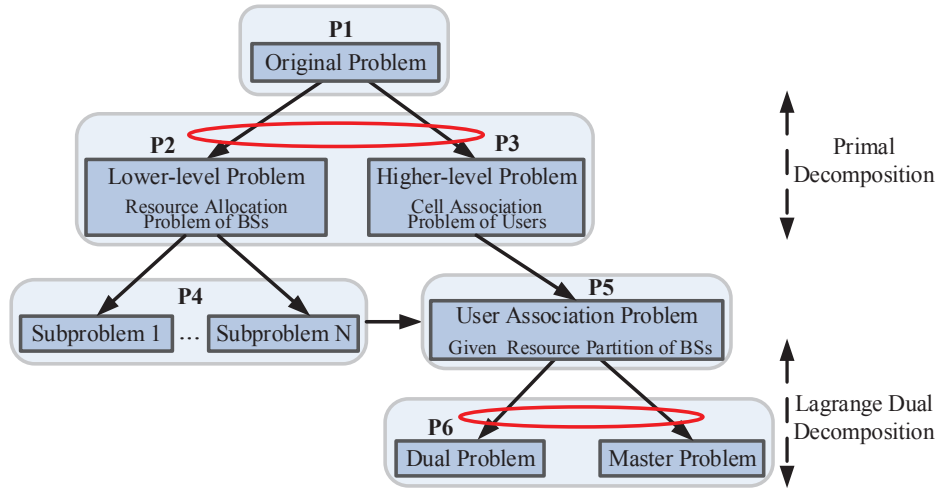 P1
Original Problem
P2
P3
Lower-level Problem
Resource Allocation
Problem of BSs
Higher-level Problem
Cell Association
Problem of Users
Primal
Decomposition
P4
Subproblem 1
...
Subproblem N
P5
User Association Problem
Given Resource Partition of BSs
P6
Dual Problem
Master Problem
Lagrange Dual
Decomposition